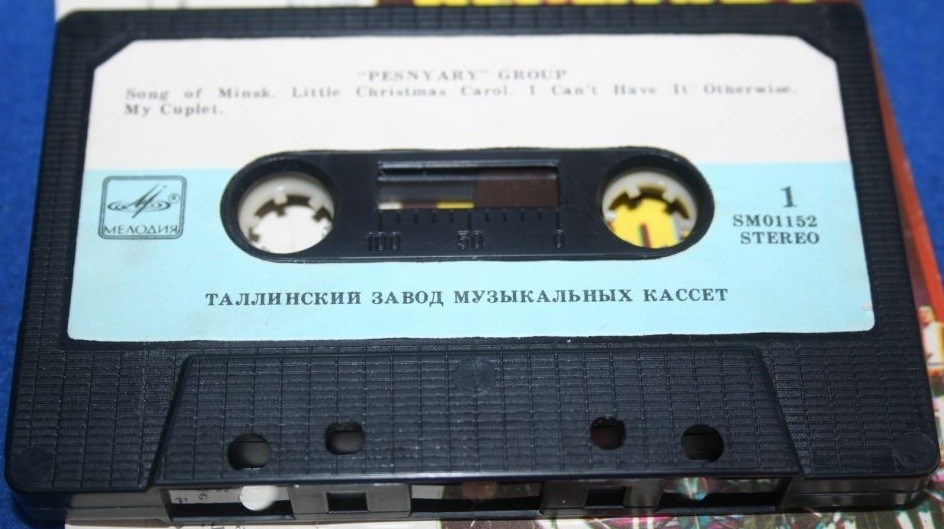 "PESNYARY" GROUP
Song of Minsk. Little Christmas Carol. I Can't Have It Otherwise.
My Cuplet.
МЕЛОДИЯ
1
SM01152
STEREO
100 50 0
ТАЛЛИНСКИЙ ЗАВОД МУЗЫКАЛЬНЫХ КАССЕТ